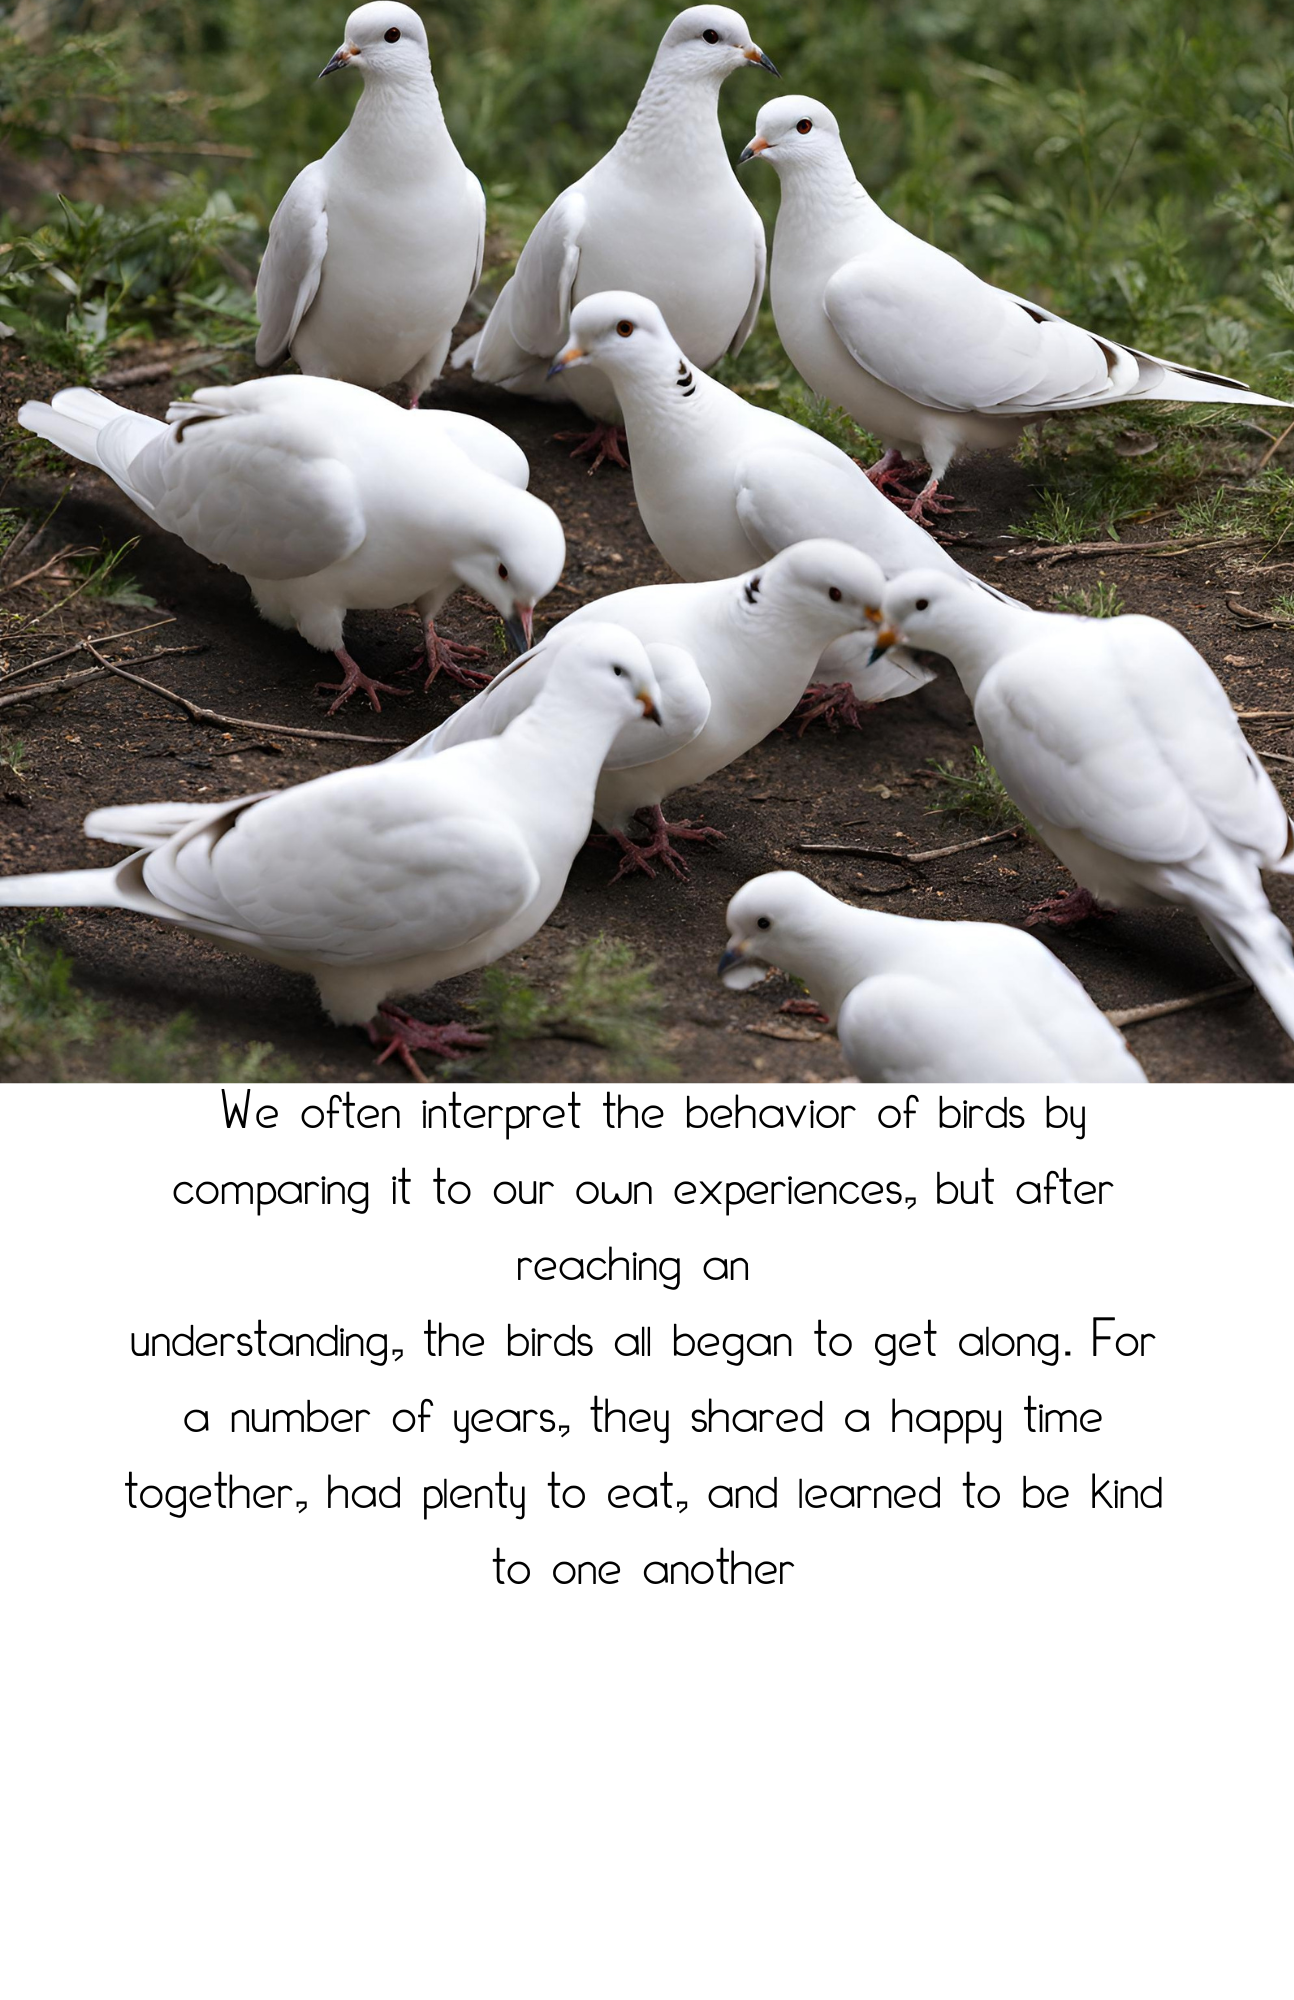 We often interpret the behavior of birds by
comparing it to our own experiences, but after
reaching an
understanding, the birds all began to get along. For
a number of years, they shared a happy time
together, had plenty to eat, and learned to be kind
to one another